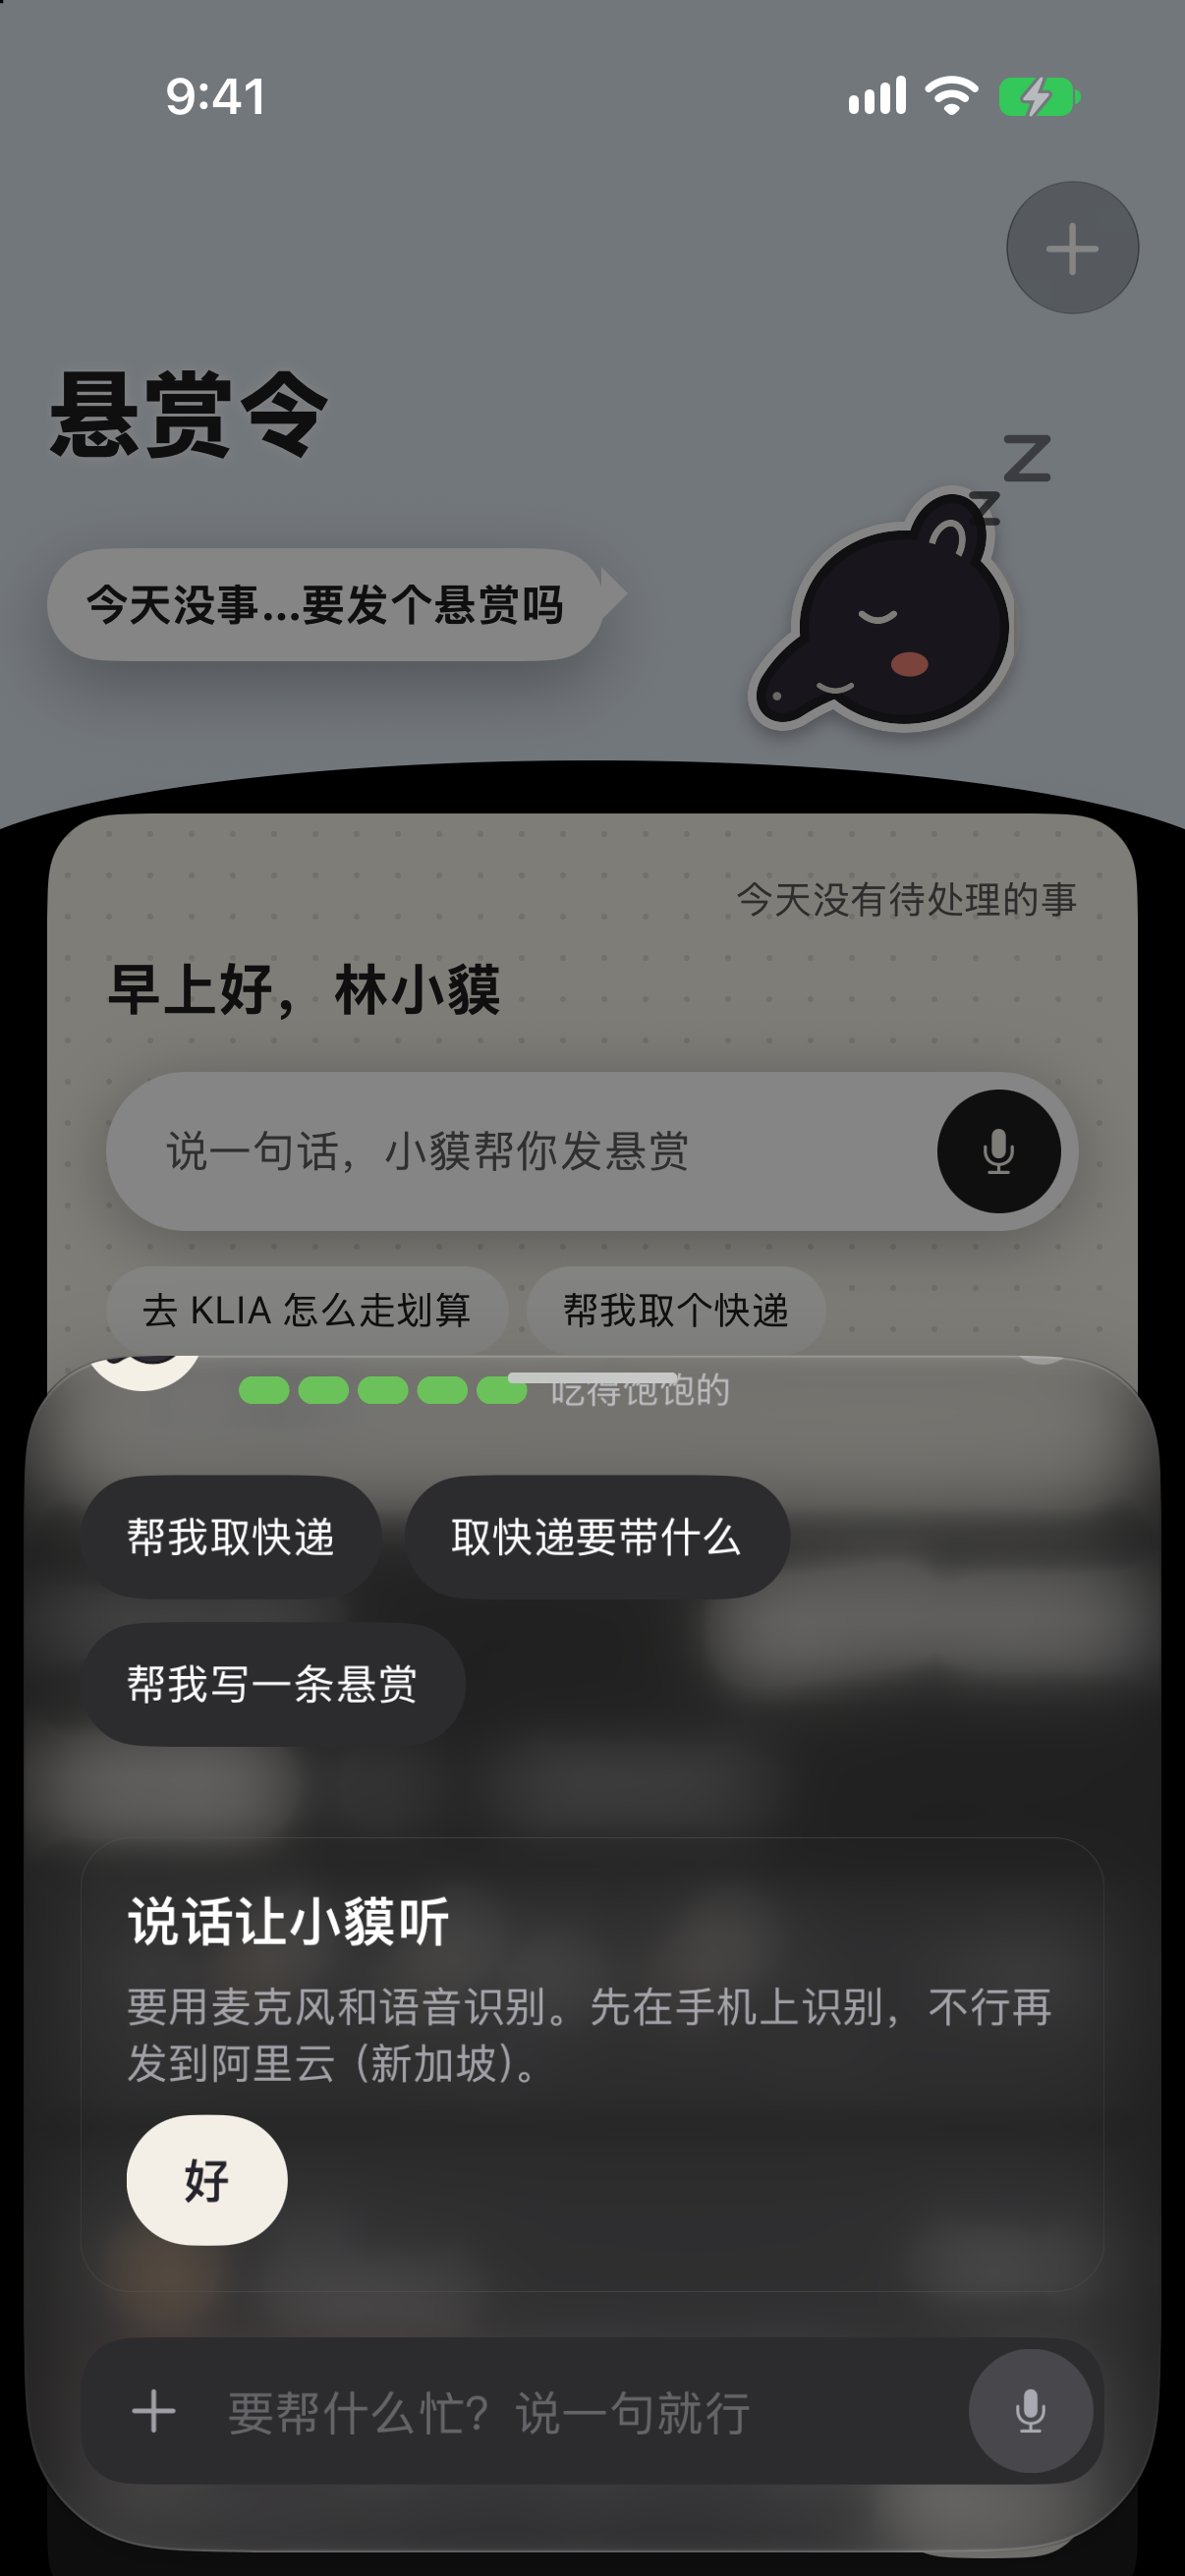 9:41
悬赏令
z
z
今天没事...要发个悬赏吗
今天没有待处理的事
早上好，林小貘
说一句话，小貘帮你发悬赏
去 KLIA 怎么走划算
帮我取个快递
吃得饱饱的
帮我取快递
取快递要带什么
帮我写一条悬赏
说话让小貘听
要用麦克风和语音识别。先在手机上识别，不行再
发到阿里云（新加坡）。
好
要帮什么忙？说一句就行